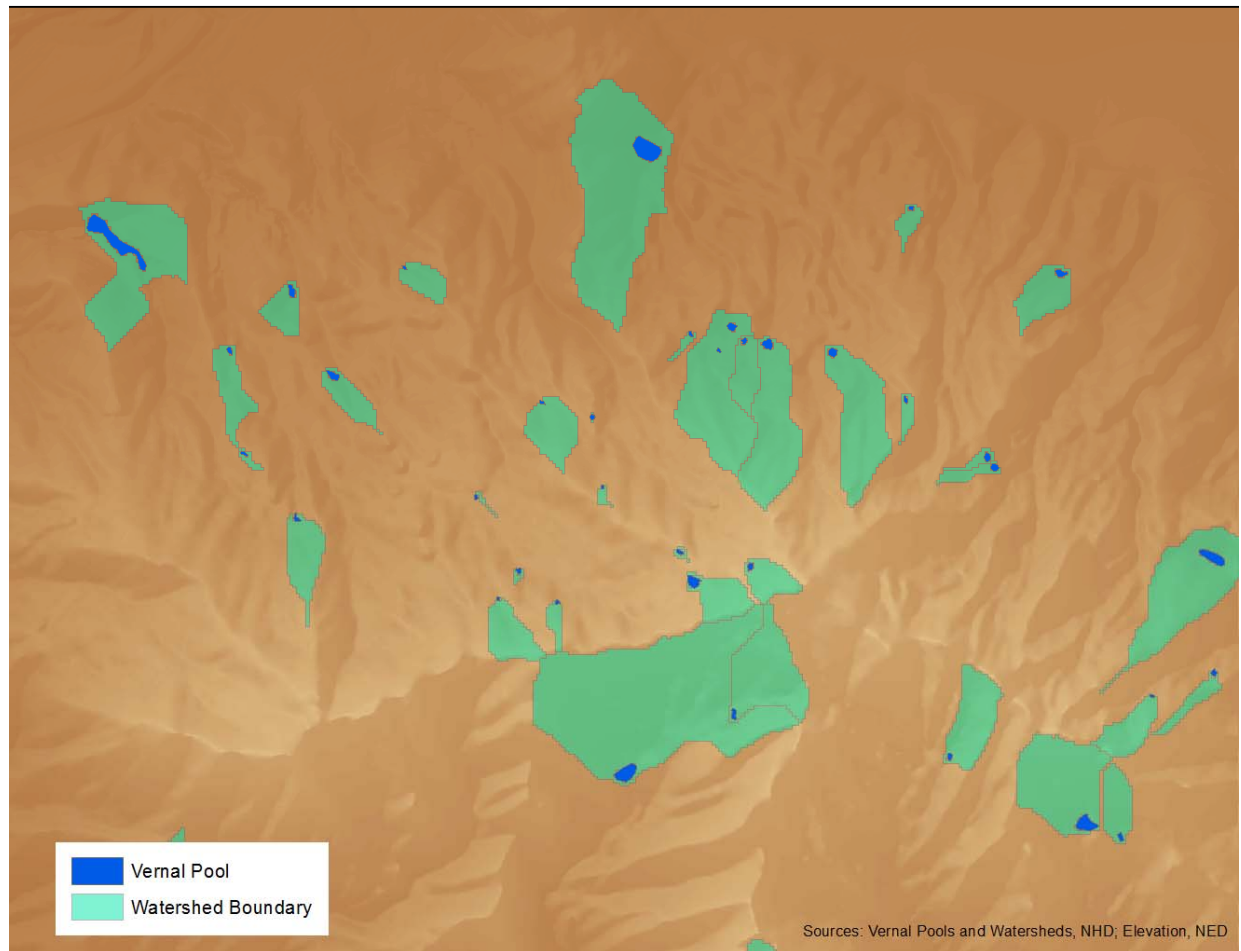 Vernal Pool
Watershed Boundary
Sources: Vernal Pools and Watersheds, NHD; Elevation, NED